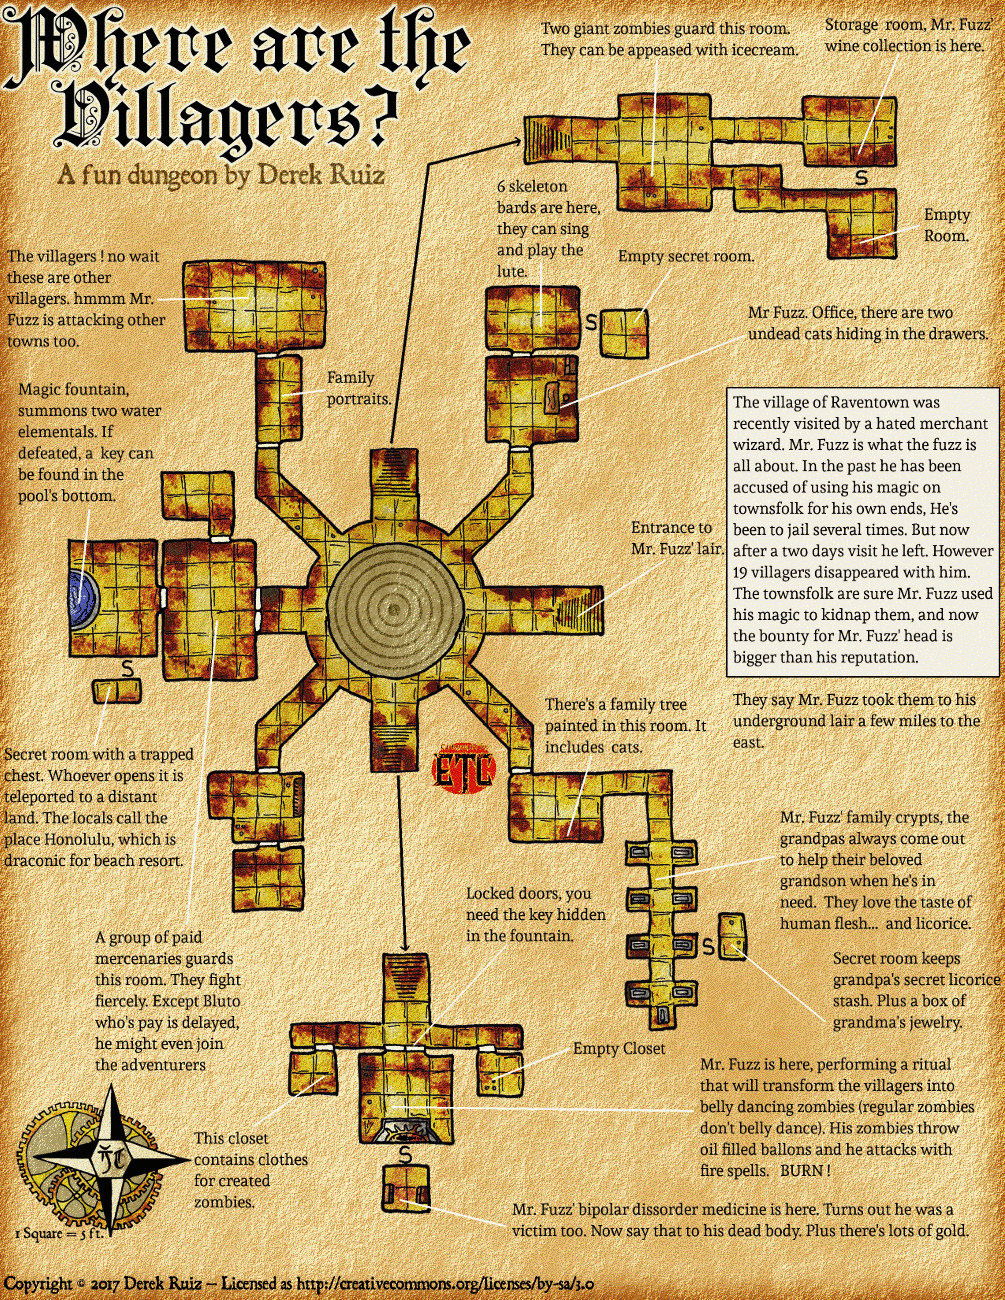 Where are the
Villagers?
A fun dungeon by Derek Ruiz
Two giant zombies guard this room.
They can be appeased with icecream.
Storage room, Mr. Fuzz'
wine collection is here.
S
Empty
Room.
6 skeleton
bards are here,
they can sing
and play the
lute.
Empty secret room.
S
The villagers ! no wait
these are other
villagers. hmmm Mr.
Fuzz is attacking other
towns too.
Mr Fuzz. Office, there are two
undead cats hiding in the drawers.
Family
portraits.
Magic fountain,
summons two water
elementals. If
defeated, a key can
be found in the
pool's bottom.
The village of Raventown was
recently visited by a hated merchant
wizard. Mr. Fuzz is what the fuzz is
all about. In the past he has been
accused of using his magic on
townsfolk for his own ends, He's
been to jail several times. But now
after a two days visit he left. However
19 villagers disappeared with him.
The townsfolk are sure Mr. Fuzz used
his magic to kidnap them, and now
the bounty for Mr. Fuzz' head is
bigger than his reputation.
They say Mr. Fuzz took them to his
underground lair a few miles to the
east.
Entrance to
Mr. Fuzz' lair.
S
Secret room with a trapped
chest. Whoever opens it is
teleported to a distant
land. The locals call the
place Honolulu, which is
draconic for beach resort.
There's a family tree
painted in this room. It
includes cats.
ETC
Mr. Fuzz' family crypts, the
grandpas always come out
to help their beloved
grandson when he's in
need. They love the taste of
human flesh... and licorice.
S
Secret room keeps
grandpa's secret licorice
stash. Plus a box of
grandma's jewelry.
Locked doors, you
need the key hidden
in the fountain.
A group of paid
mercenaries guards
this room. They fight
fiercely. Except Bluto
who's pay is delayed,
he might even join
the adventurers
Empty Closet
Mr. Fuzz is here, performing a ritual
that will transform the villagers into
belly dancing zombies (regular zombies
don't belly dance). His zombies throw
oil filled ballons and he attacks with
fire spells. BURN !
This closet
contains clothes
for created
zombies.
S
Mr. Fuzz' bipolar dissorder medicine is here. Turns out he was a
victim too. Now say that to his dead body. Plus there's lots of gold.
1 Square = 5 ft.
Copyright © 2017 Derek Ruiz – Licensed as http://creativecommons.org/licenses/by-sa/3.0